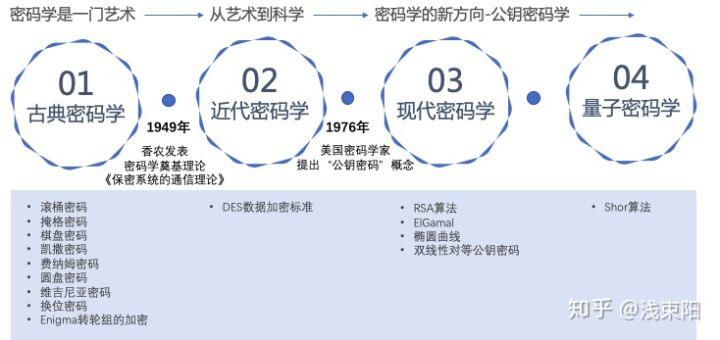 密码学是一门艺术
从艺术到科学
密码学的新方向-公钥密码学
01
古典密码学
02
近代密码学
03
现代密码学
04
量子密码学
1949年
香农发表
密码学奠基理论
《保密系统的通信理论》
1976年
美国密码学家
提出“公钥密码”概念
滚桶密码
掩格密码
棋盘密码
凯撒密码
费纳姆密码
圆盘密码
维吉尼亚密码
换位密码
Enigma转轮组的加密
DES数据加密标准
RSA算法
ElGamal
椭圆曲线
双线性对等公钥密码
Shor算法
知乎 @浅束阳